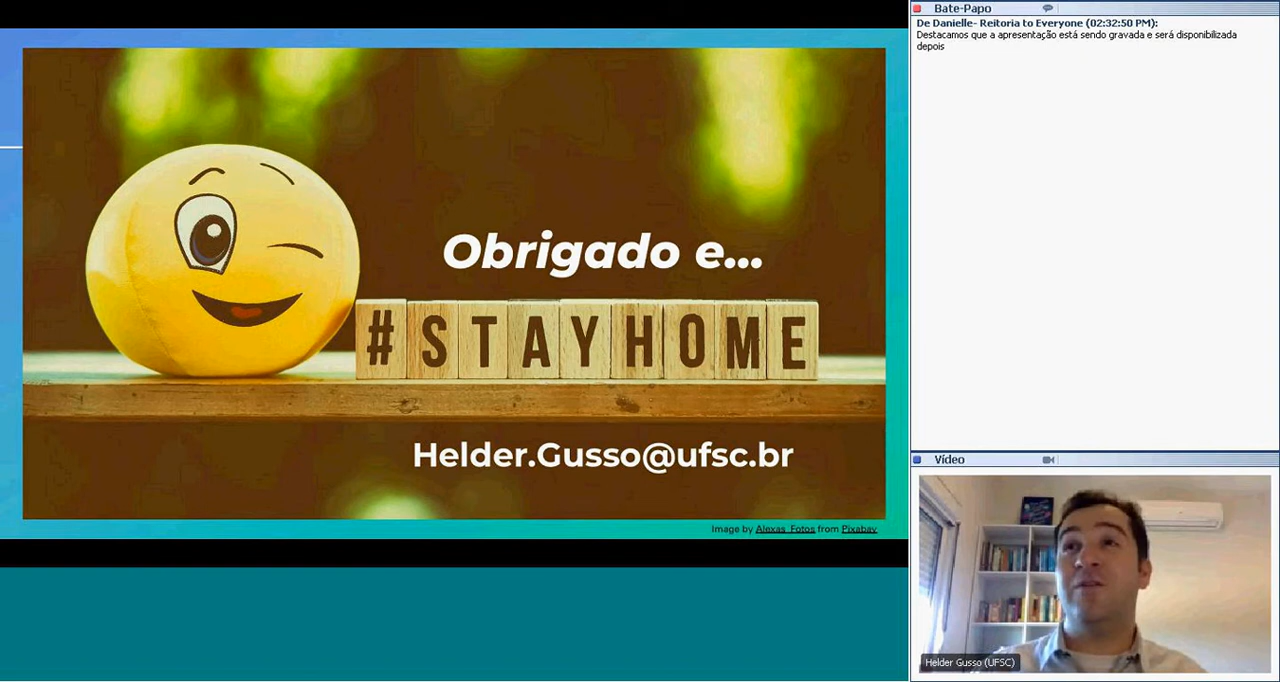 Obrigado e...
#STAYHOME
Helder.Gusso@ufsc.br
Image by Alexas_Fotos from Pixabay
Bate-Papo
De Danielle- Reitoria to Everyone (02:32:50 PM):
Destacamos que a apresentação está sendo gravada e será disponibilizada
depois
Vídeo
Helder Gusso (UFSC)